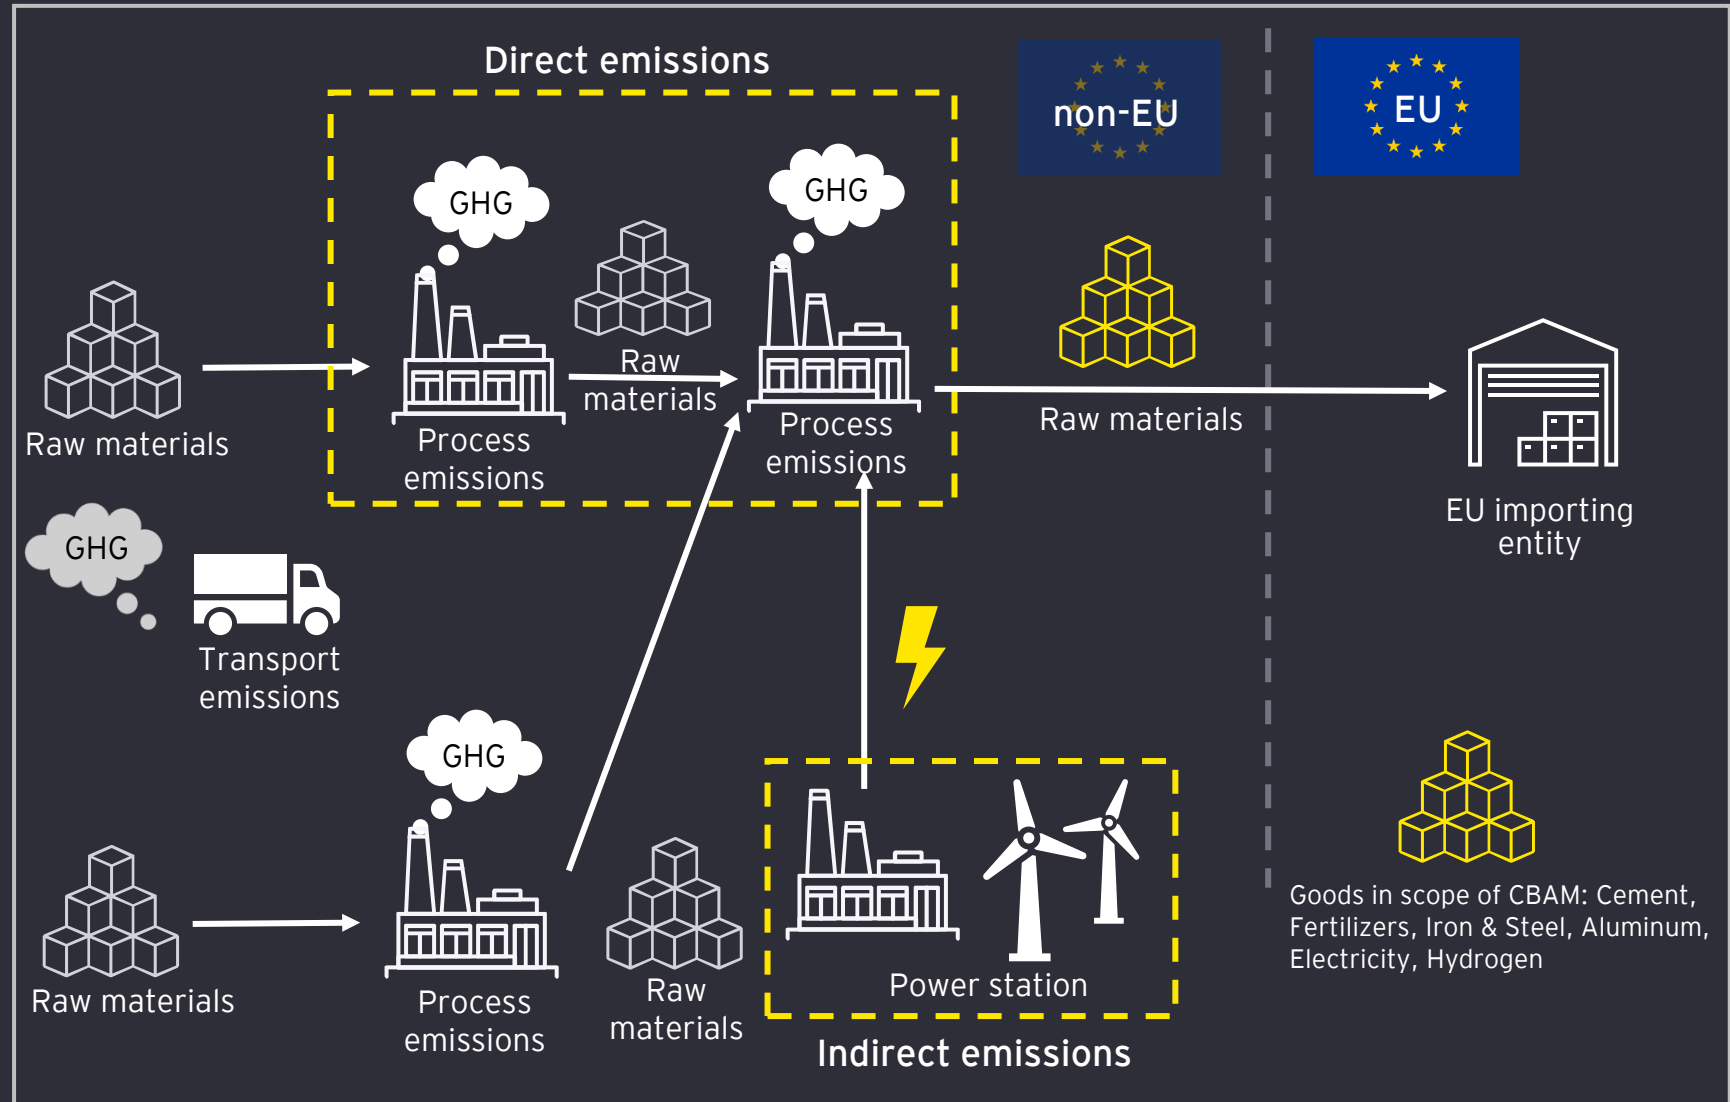 Direct emissions
non-EU
EU
GHG
GHG
Raw
materials
Raw materials
Process
emissions
Process
emissions
Raw materials
EU importing
entity
GHG
Transport
emissions
GHG
Raw materials
Process
emissions
Raw
materials
Power station
Indirect emissions
Goods in scope of CBAM: Cement,
Fertilizers, Iron & Steel, Aluminum,
Electricity, Hydrogen